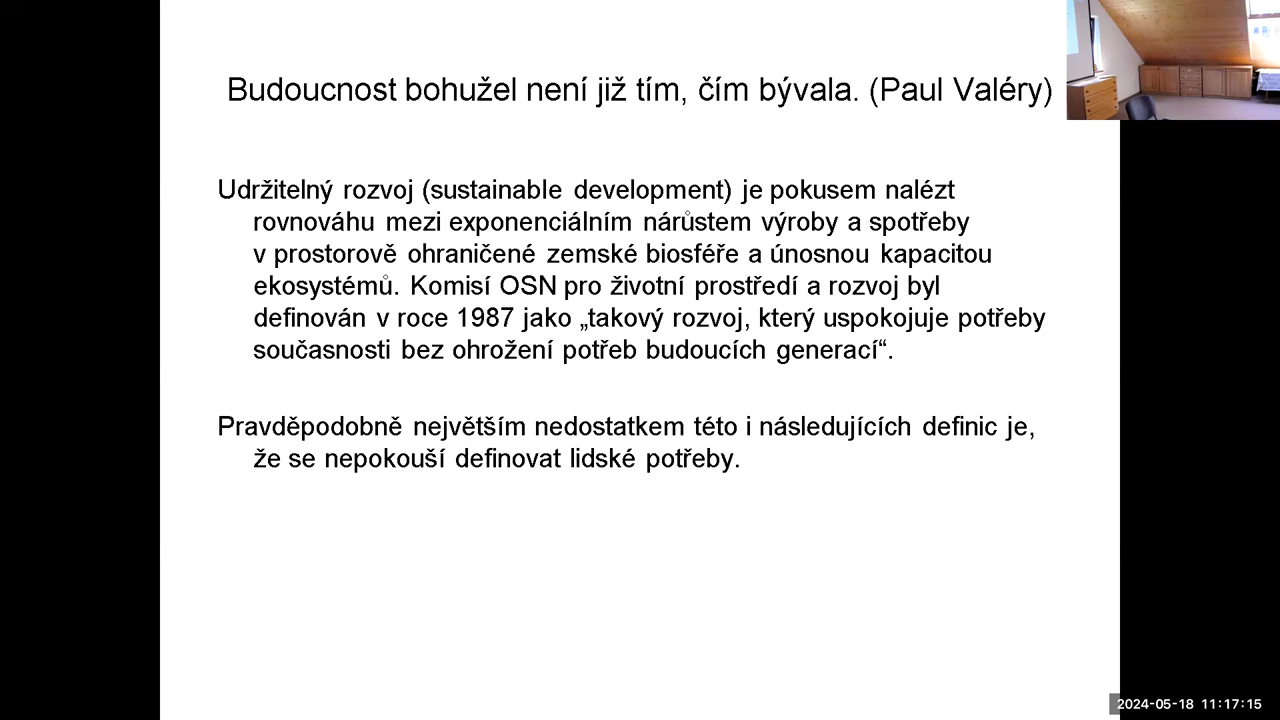 Budoucnost bohužel není již tím, čím bývala. (Paul Valéry)
Udržitelný rozvoj (sustainable development) je pokusem nalézt
rovnováhu mezi exponenciálním nárůstem výroby a spotřeby
v prostorově ohraničené zemské biosféře a únosnou kapacitou
ekosystémů. Komisí OSN pro životní prostředí a rozvoj byl
definován v roce 1987 jako „takový rozvoj, který uspokojuje potřeby
současnosti bez ohrožení potřeb budoucích generací“.
Pravděpodobně největším nedostatkem této i následujících definic je,
že se nepokouší definovat lidské potřeby.
2024-05-18 11:17:15